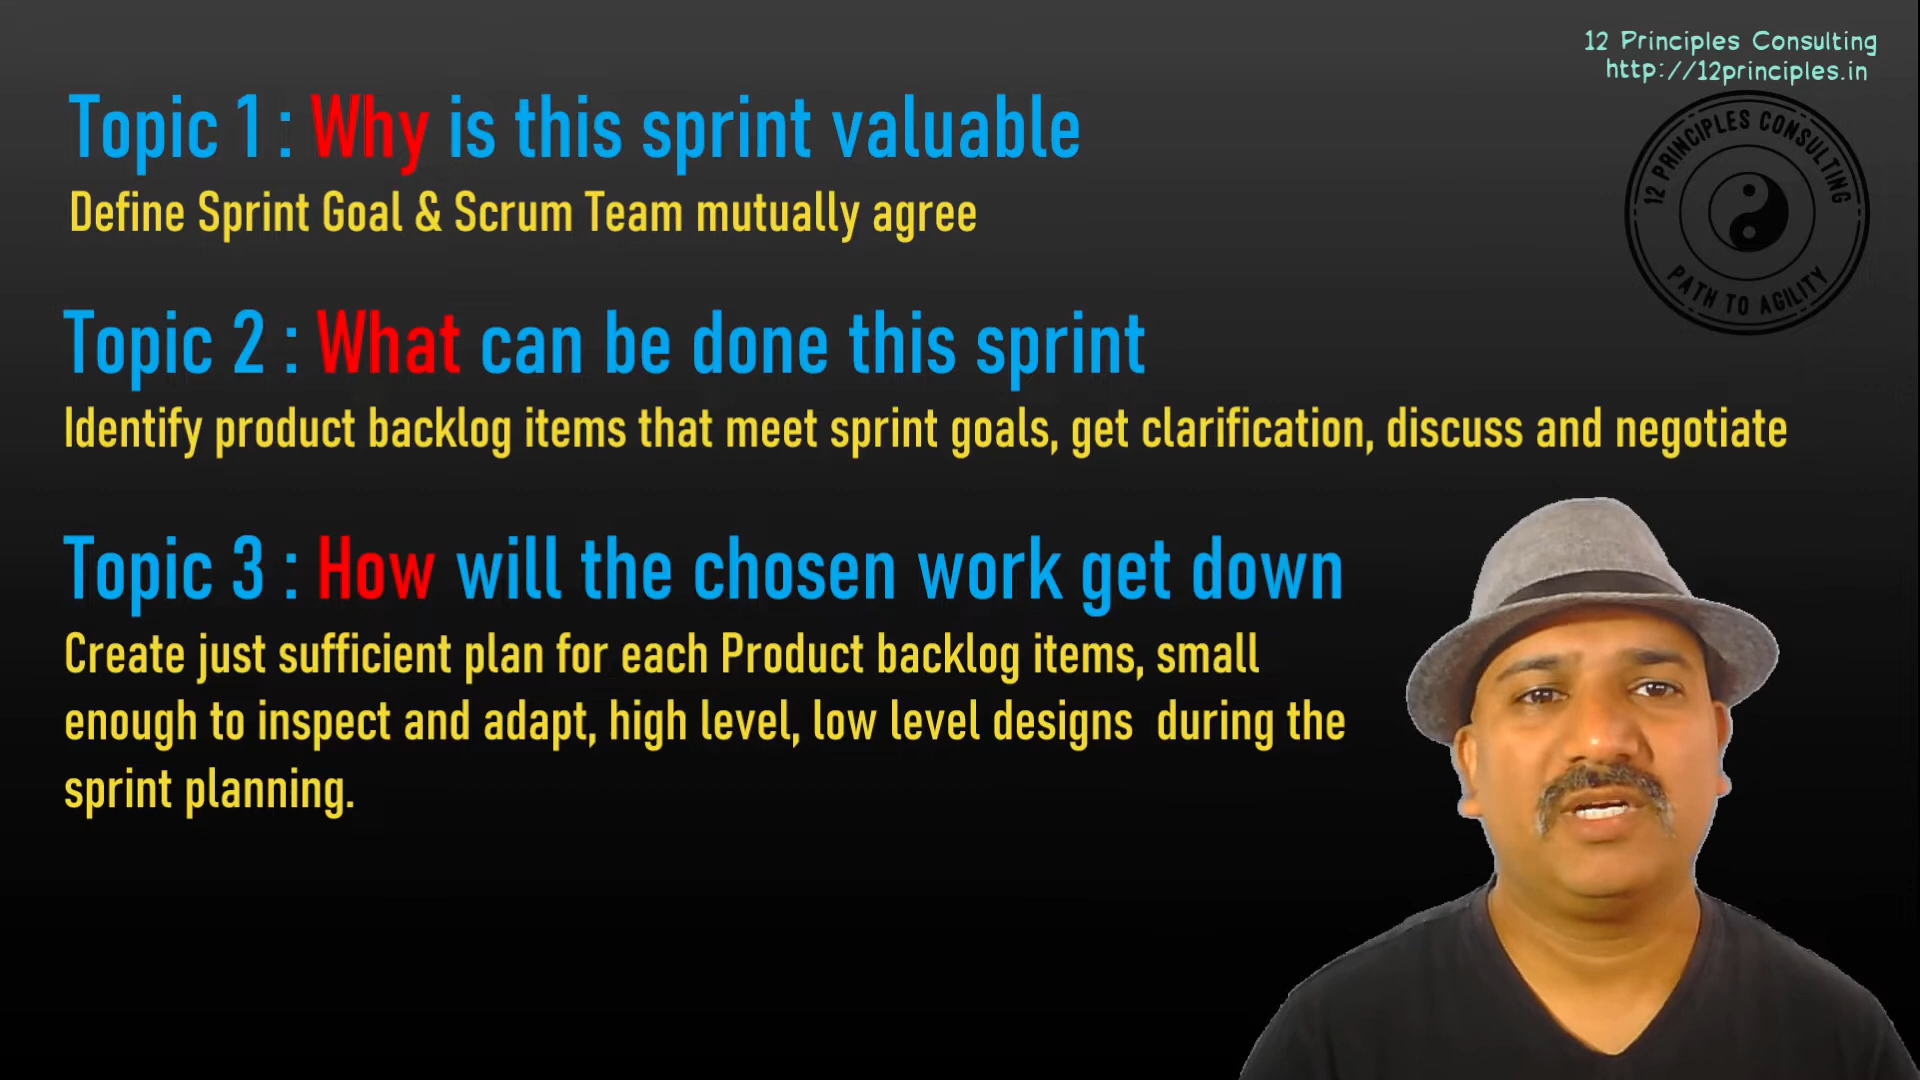 12 Principles Consulting
http://12principles.in
12 PRINCIPLES CONSULTING
PATH TO AGILITY
Topic 1 : Why is this sprint valuable
Define Sprint Goal & Scrum Team mutually agree
Topic 2 : What can be done this sprint
Identify product backlog items that meet sprint goals, get clarification, discuss and negotiate
Topic 3 : How will the chosen work get down
Create just sufficient plan for each Product backlog items, small
enough to inspect and adapt, high level, low level designs during the
sprint planning.